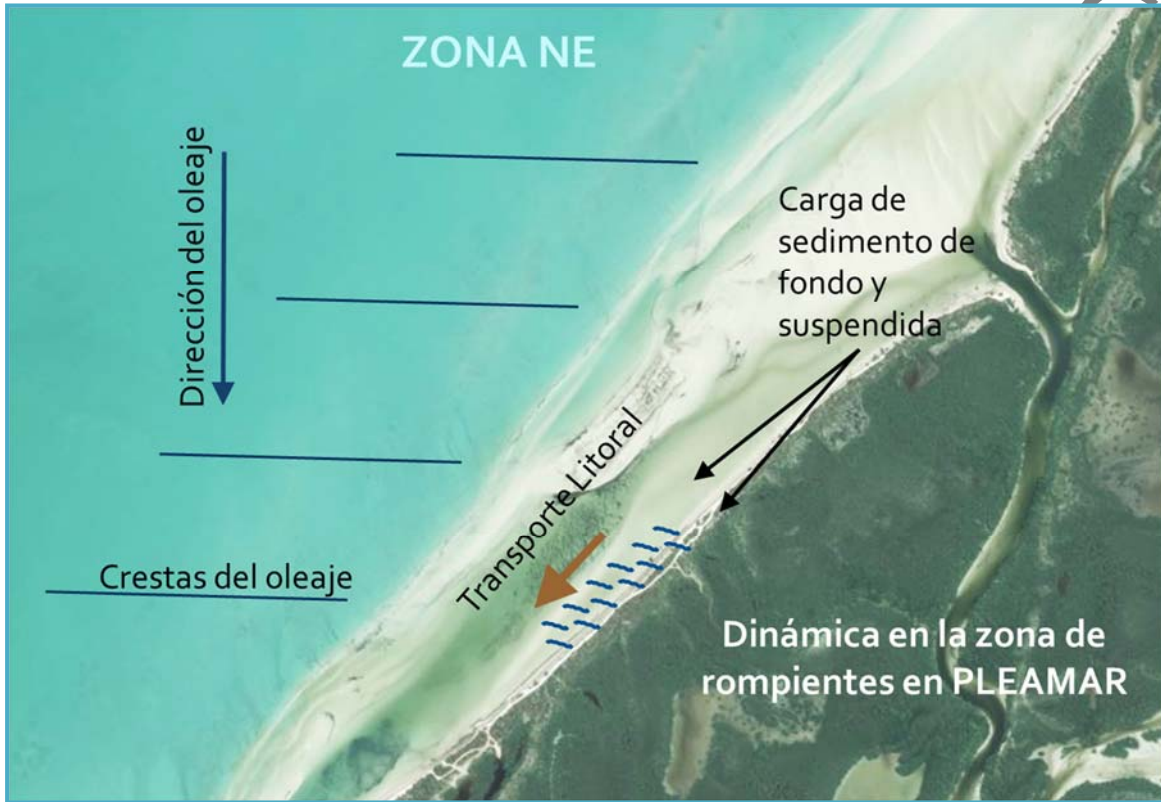 ZONA NE
Dirección del oleaje
Carga de
sedimento de
fondo y
suspendida
Transporte Litoral
Crestas del oleaje
Dinámica en la zona de
rompientes en PLEAMAR